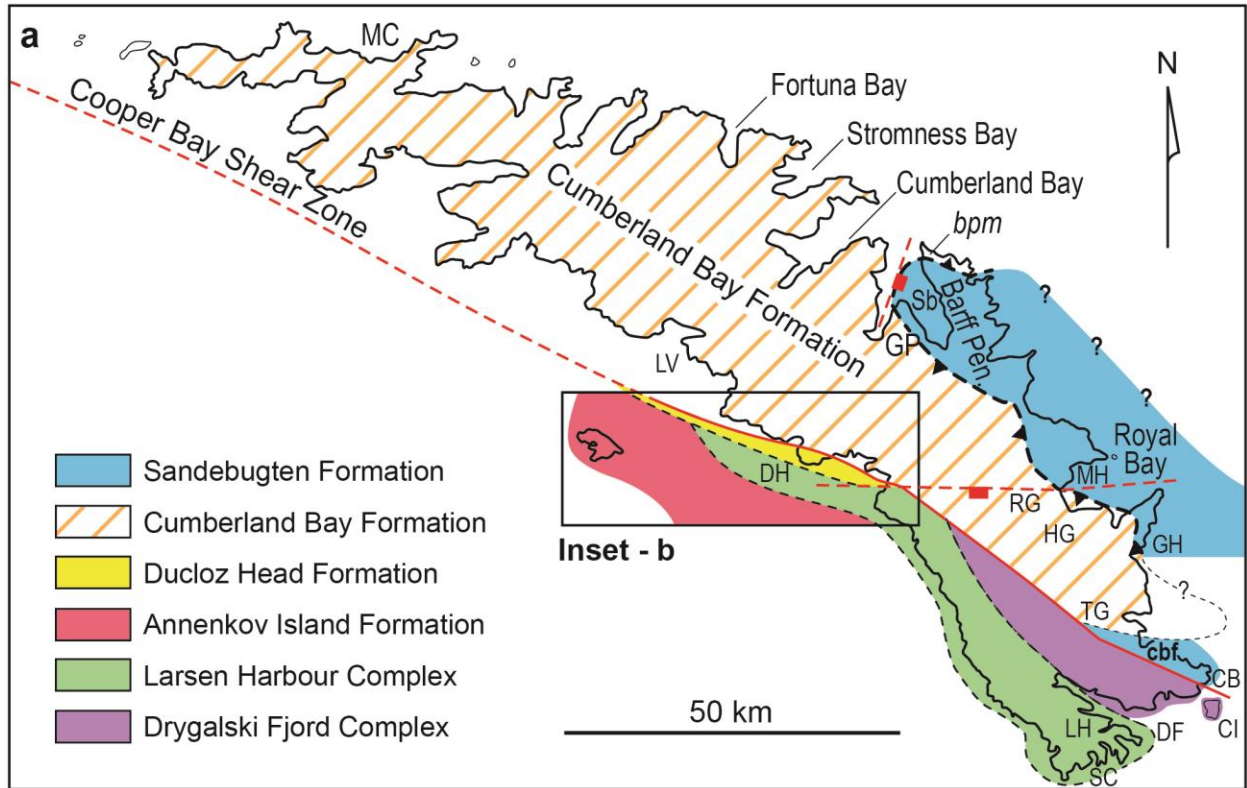 a
MC
N
Fortuna Bay
Stromness Bay
Cumberland Bay
bpm
Cooper Bay Shear Zone
Cumberland Bay Formation
Sb
Barff Pen.
GP
?
?
?
?
LV
Royal
Bay
MH
DH
RG
HG
GH
Inset - b
?
TG
cbf
CB
CI
DF
LH
SC
Sandebugten Formation
Cumberland Bay Formation
Ducloz Head Formation
Annenkov Island Formation
Larsen Harbour Complex
Drygalski Fjord Complex
50 km